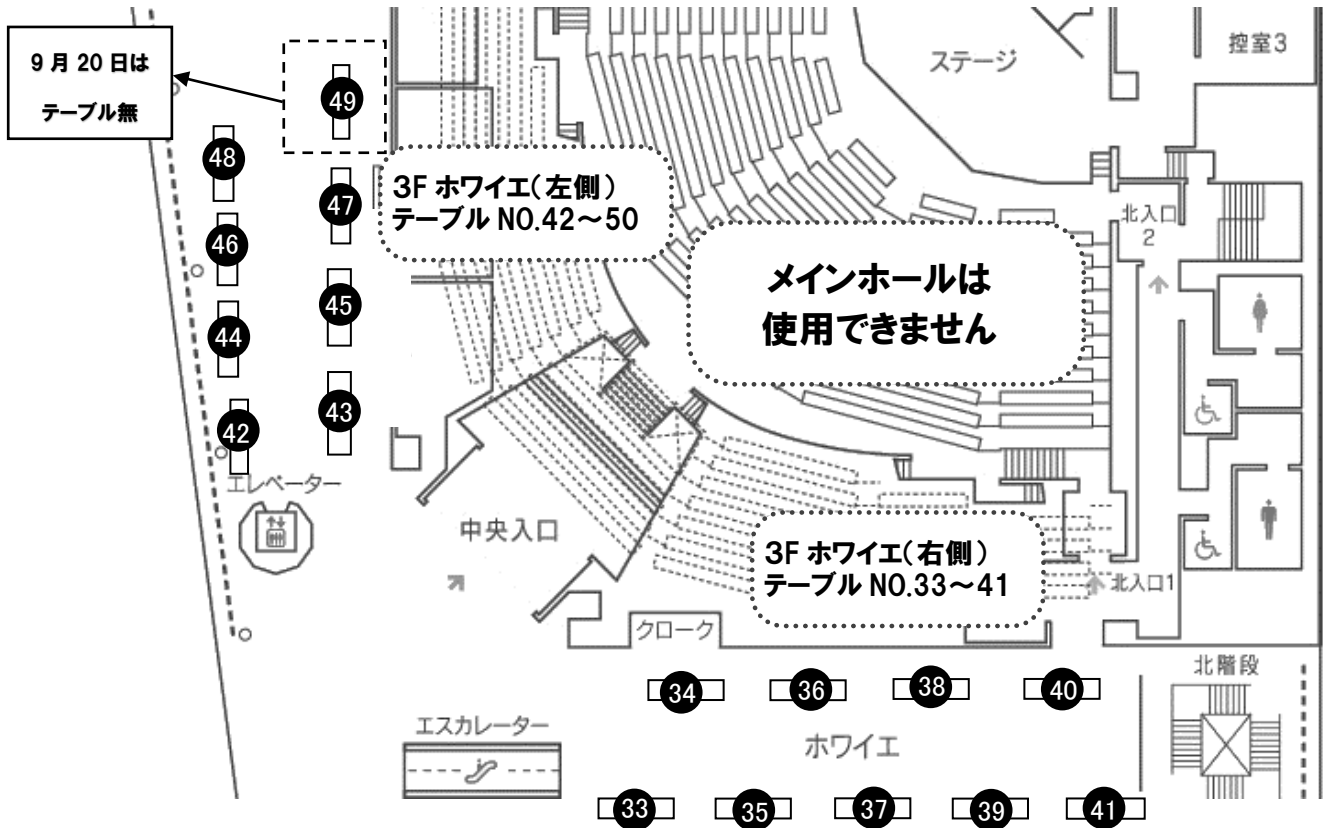 9月20日は
テーブル無
49
48
47
46
45
44
43
42
3F ホワイエ(左側)
テーブル NO.42~50
ステージ
控室3
北入口
2
メインホールは
使用できません
エレベーター
中央入口
3F ホワイエ(右側)
テーブル NO.33~41
北入口1
クローク
北階段
34
36
38
40
エスカレーター
ホワイエ
33
35
37
39
41